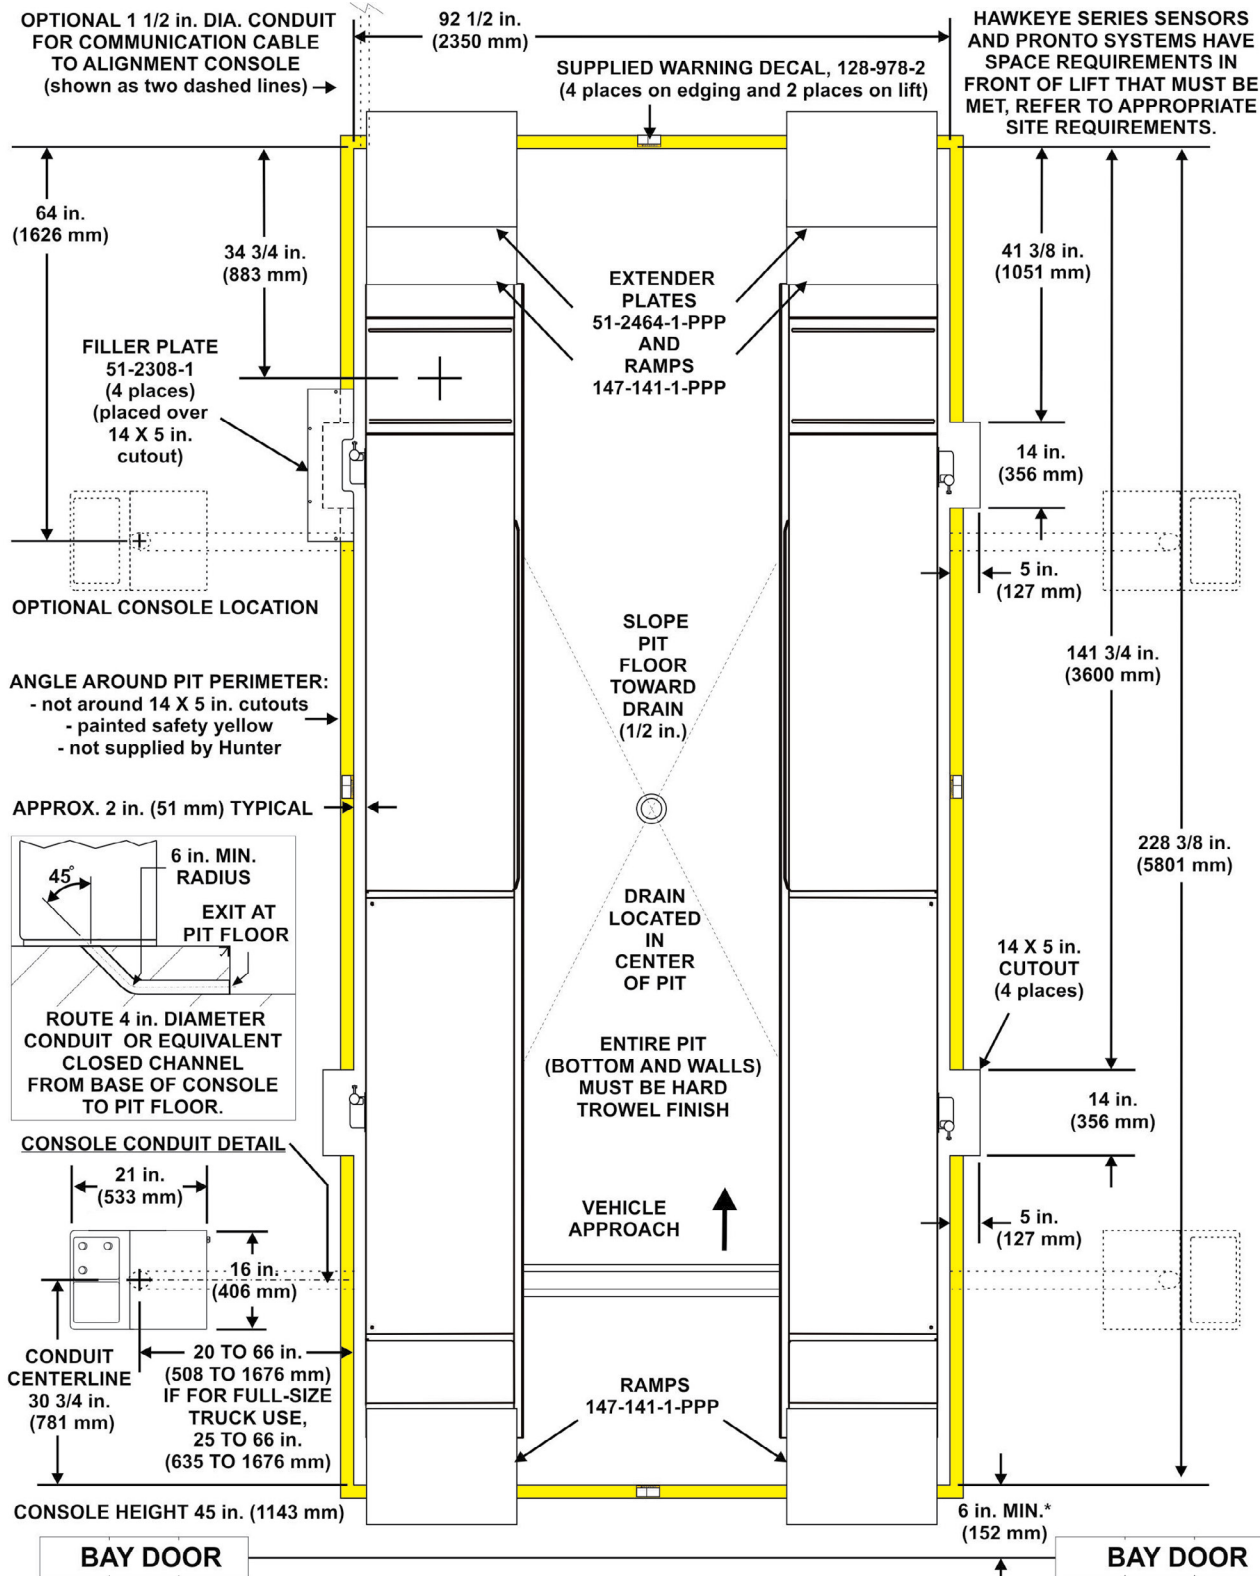 OPTIONAL 1 1/2 in. DIA. CONDUIT
FOR COMMUNICATION CABLE
TO ALIGNMENT CONSOLE
(shown as two dashed lines)
92 1/2 in.
(2350 mm)
SUPPLIED WARNING DECAL, 128-978-2
(4 places on edging and 2 places on lift)
HAWKEYE SERIES SENSORS
AND PRONTO SYSTEMS HAVE
SPACE REQUIREMENTS IN
FRONT OF LIFT THAT MUST BE
MET, REFER TO APPROPRIATE
SITE REQUIREMENTS.
64 in.
(1626 mm)
34 3/4 in.
(883 mm)
41 3/8 in.
(1051 mm)
EXTENDER
PLATES
51-2464-1-PPP
AND
RAMPS
147-141-1-PPP
FILLER PLATE
51-2308-1
(4 places)
(placed over
14 X 5 in.
cutout)
14 in.
(356 mm)
5 in.
(127 mm)
OPTIONAL CONSOLE LOCATION
SLOPE
PIT
FLOOR
TOWARD
DRAIN
(1/2 in.)
141 3/4 in.
(3600 mm)
ANGLE AROUND PIT PERIMETER:
- not around 14 X 5 in. cutouts
- painted safety yellow
- not supplied by Hunter
APPROX. 2 in. (51 mm) TYPICAL
228 3/8 in.
(5801 mm)
45°
6 in. MIN.
RADIUS
EXIT AT
PIT FLOOR
ROUTE 4 in. DIAMETER
CONDUIT OR EQUIVALENT
CLOSED CHANNEL
FROM BASE OF CONSOLE
TO PIT FLOOR.
DRAIN
LOCATED
IN
CENTER
OF PIT
14 X 5 in.
CUTOUT
(4 places)
ENTIRE PIT
(BOTTOM AND WALLS)
MUST BE HARD
TROWEL FINISH
14 in.
(356 mm)
CONSOLE CONDUIT DETAIL
21 in.
(533 mm)
VEHICLE
APPROACH
5 in.
(127 mm)
16 in.
(406 mm)
CONDUIT
CENTERLINE
30 3/4 in.
(781 mm)
20 TO 66 in.
(508 TO 1676 mm)
IF FOR FULL-SIZE
TRUCK USE,
25 TO 66 in.
(635 TO 1676 mm)
RAMPS
147-141-1-PPP
CONSOLE HEIGHT 45 in. (1143 mm)
6 in. MIN.*
(152 mm)
BAY DOOR
BAY DOOR